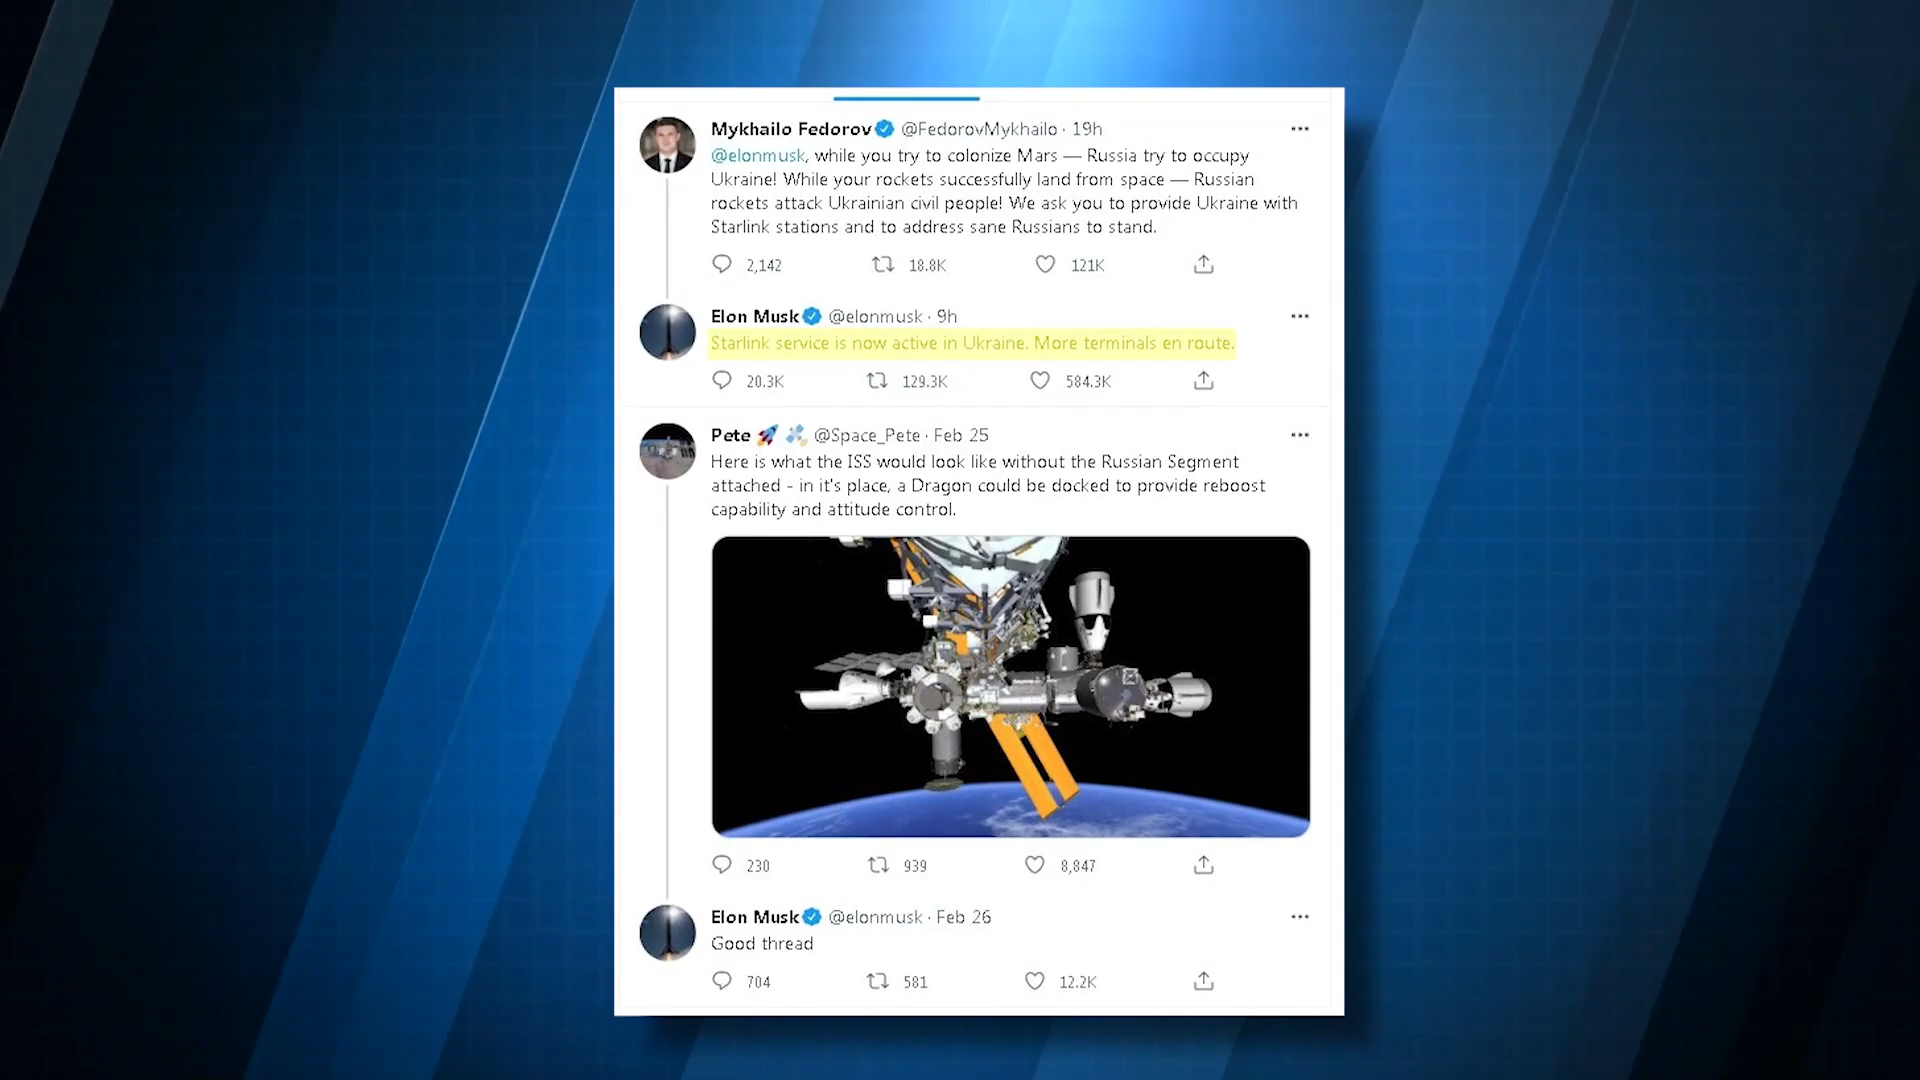 Mykhailo Fedorov @FedorovMykhailo · 19h
@elonmusk, while you try to colonize Mars — Russia try to occupy
Ukraine! While your rockets successfully land from space — Russian
rockets attack Ukrainian civil people! We ask you to provide Ukraine with
Starlink stations and to address sane Russians to stand.
2,142 18.8K 121K
Elon Musk @elonmusk · 9h
Starlink service is now active in Ukraine. More terminals en route.
20.3K 129.3K 584.3K
Pete 🚀 🛰 @Space_Pete · Feb 25
Here is what the ISS would look like without the Russian Segment
attached - in it's place, a Dragon could be docked to provide reboost
capability and attitude control.
230 939 8,847
Elon Musk @elonmusk · Feb 26
Good thread
704 581 12.2K